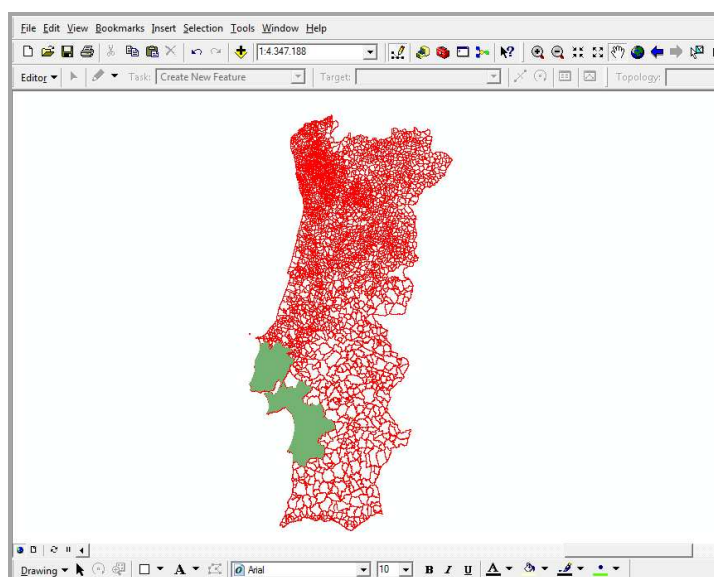 File Edit View Bookmarks Insert Selection Tools Window Help
1:4.347.188
Editor Task: Create New Feature Target: Topology:
Drawing A Arial 10 B I U A